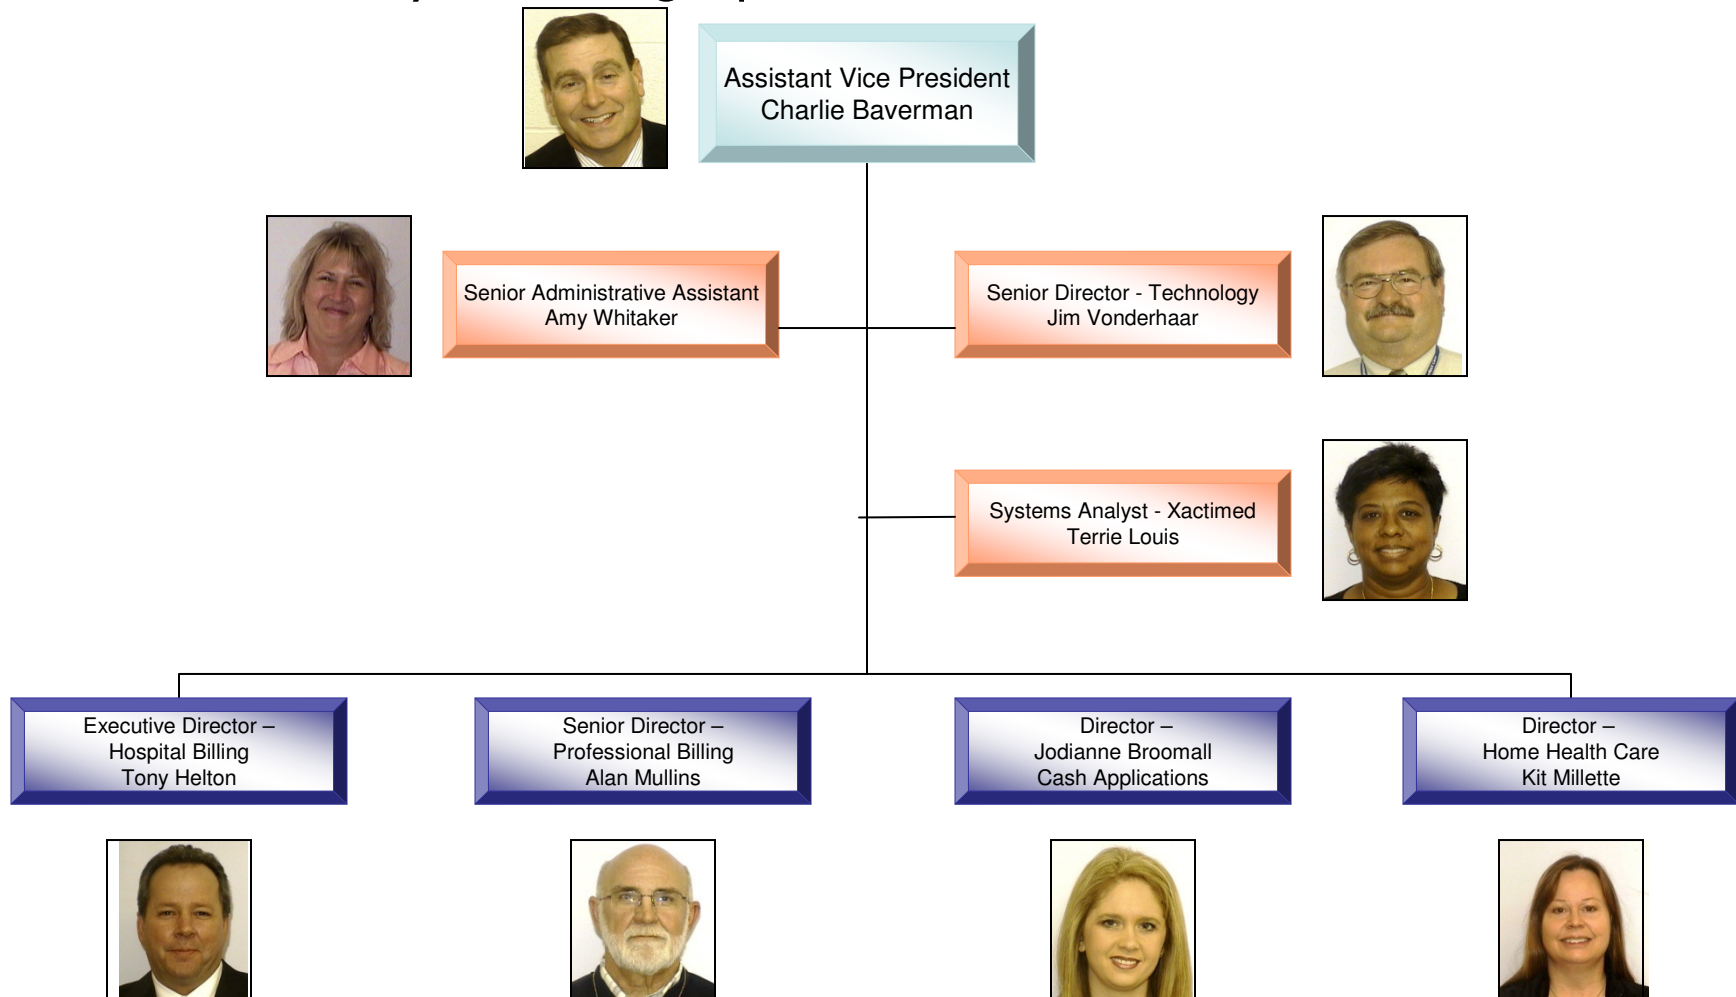 Assistant Vice President
Charlie Baverman
Senior Administrative Assistant
Amy Whitaker
Senior Director - Technology
Jim Vonderhaar
Systems Analyst - Xactimed
Terrie Louis
Executive Director –
Hospital Billing
Tony Helton
Senior Director –
Professional Billing
Alan Mullins
Director –
Jodianne Broomall
Cash Applications
Director –
Home Health Care
Kit Millette